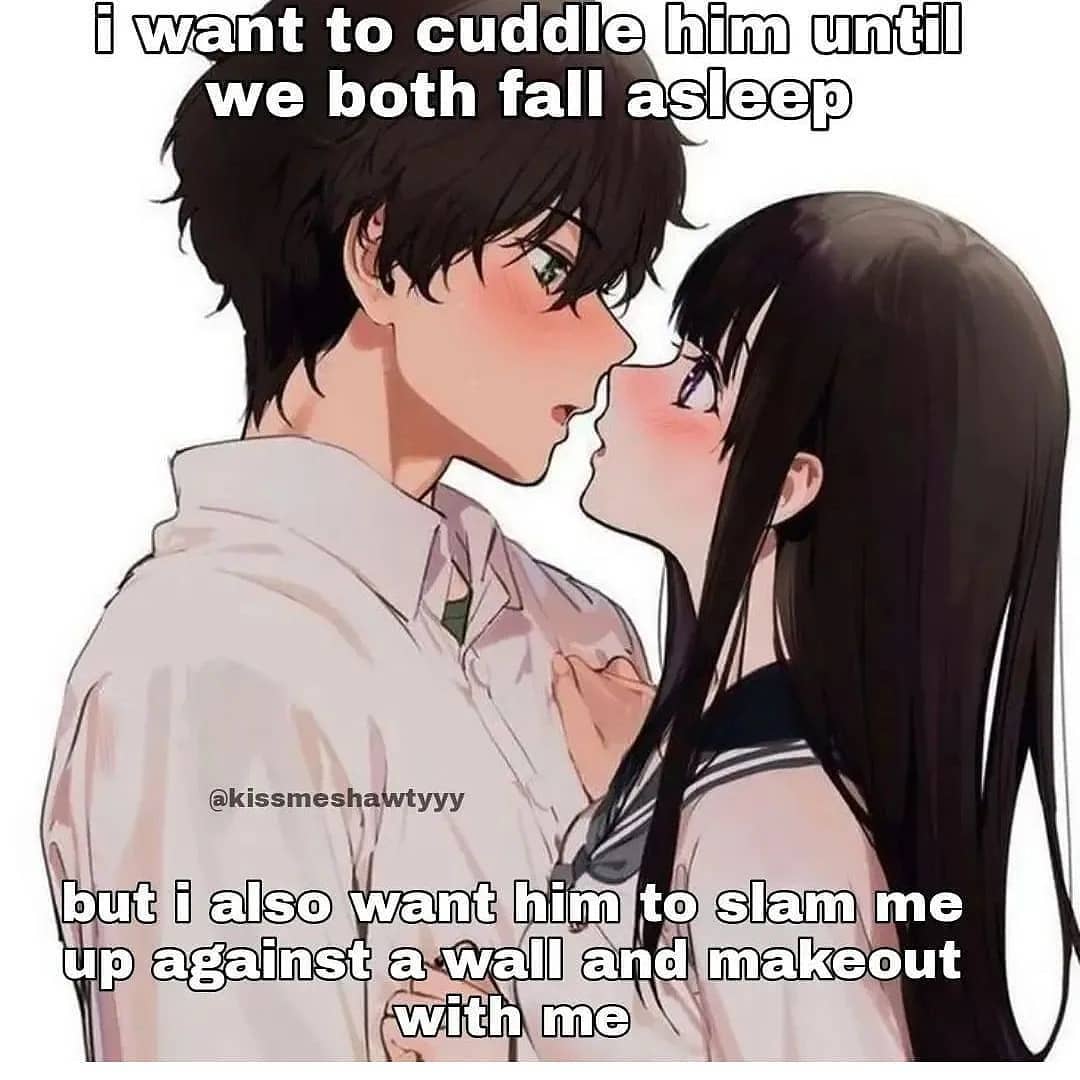 i want to cuddle him until
we both fall asleep
@kissmeshawtyyy
but i also want him to slam me
up against a wall and makeout
with me